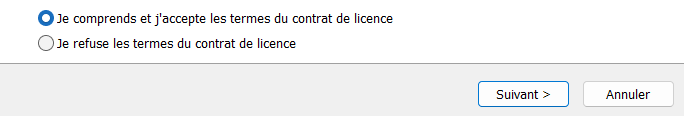 Je comprends et j'accepte les termes du contrat de licence
Je refuse les termes du contrat de licence
Suivant > Annuler